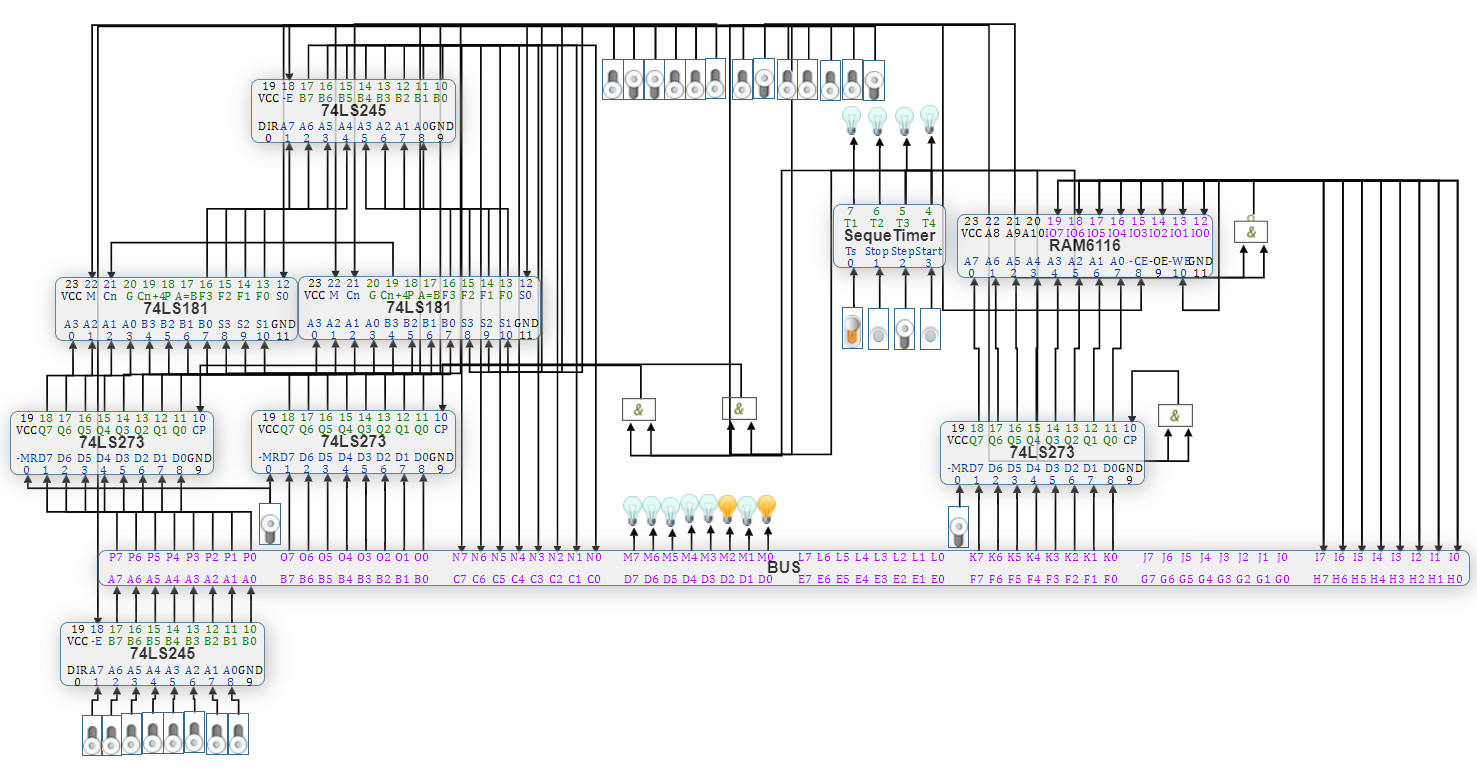 19 18 17 16 15 14 13 12 11 10
VCC -E B7 B6 B5 B4 B3 B2 B1 B0
74LS245
DIR A7 A6 A5 A4 A3 A2 A1 A0 GND
0 1 2 3 4 5 6 7 8 9
7 6 5 4
T1 T2 T3 T4
SequeTimer
Ts Stop Step Start
0 1 2 3
23 22 21 20 19 18 17 16 15 14 13 12
VCC A8 A9 A10 IO7 IO6 IO5 IO4 IO3 IO2 IO1 IO0
RAM6116
A7 A6 A5 A4 A3 A2 A1 A0 -CE -OE -WE GND
0 1 2 3 4 5 6 7 8 9 10 11
&
23 22 21 20 19 18 17 16 15 14 13 12
VCC M Cn G Cn+4 P A=B F3 F2 F1 F0 S0
74LS181
A3 A2 A1 A0 B3 B2 B1 B0 S3 S2 S1 GND
0 1 2 3 4 5 6 7 8 9 10 11
23 22 21 20 19 18 17 16 15 14 13 12
VCC M Cn G Cn+4 P A=B F3 F2 F1 F0 S0
74LS181
A3 A2 A1 A0 B3 B2 B1 B0 S3 S2 S1 GND
0 1 2 3 4 5 6 7 8 9 10 11
19 18 17 16 15 14 13 12 11 10
VCC Q7 Q6 Q5 Q4 Q3 Q2 Q1 Q0 CP
74LS273
-MR D7 D6 D5 D4 D3 D2 D1 D0 GND
0 1 2 3 4 5 6 7 8 9
19 18 17 16 15 14 13 12 11 10
VCC Q7 Q6 Q5 Q4 Q3 Q2 Q1 Q0 CP
74LS273
-MR D7 D6 D5 D4 D3 D2 D1 D0 GND
0 1 2 3 4 5 6 7 8 9
&
&
19 18 17 16 15 14 13 12 11 10
VCC Q7 Q6 Q5 Q4 Q3 Q2 Q1 Q0 CP
74LS273
-MR D7 D6 D5 D4 D3 D2 D1 D0 GND
0 1 2 3 4 5 6 7 8 9
&
P7 P6 P5 P4 P3 P2 P1 P0 O7 O6 O5 O4 O3 O2 O1 O0 N7 N6 N5 N4 N3 N2 N1 N0 M7 M6 M5 M4 M3 M2 M1 M0 L7 L6 L5 L4 L3 L2 L1 L0 K7 K6 K5 K4 K3 K2 K1 K0 J7 J6 J5 J4 J3 J2 J1 J0 I7 I6 I5 I4 I3 I2 I1 I0
BUS
A7 A6 A5 A4 A3 A2 A1 A0 B7 B6 B5 B4 B3 B2 B1 B0 C7 C6 C5 C4 C3 C2 C1 C0 D7 D6 D5 D4 D3 D2 D1 D0 E7 E6 E5 E4 E3 E2 E1 E0 F7 F6 F5 F4 F3 F2 F1 F0 G7 G6 G5 G4 G3 G2 G1 G0 H7 H6 H5 H4 H3 H2 H1 H0
19 18 17 16 15 14 13 12 11 10
VCC -E B7 B6 B5 B4 B3 B2 B1 B0
74LS245
DIR A7 A6 A5 A4 A3 A2 A1 A0 GND
0 1 2 3 4 5 6 7 8 9